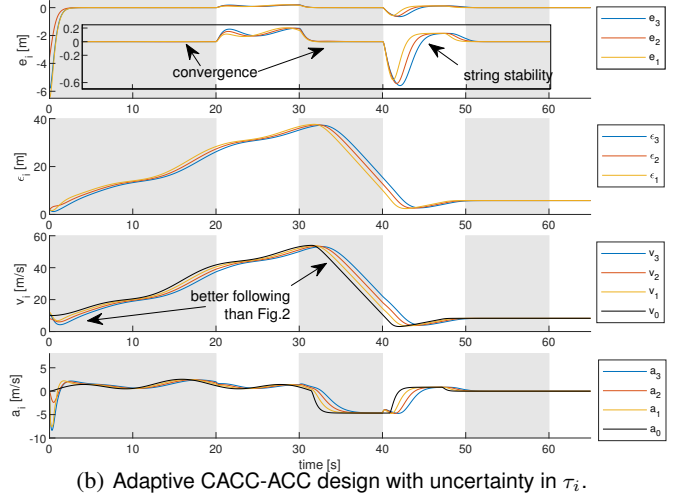 e_i [m]
0
-2
-4
-6
0.2
0
-0.2
-0.6
convergence
string stability
0 10 20 30 40 50 60
e_3
e_2
e_1
ϵ_i [m]
40
20
0
0 10 20 30 40 50 60
ϵ_3
ϵ_2
ϵ_1
v_i [m/s]
60
40
20
0
better following
than Fig.2
0 10 20 30 40 50 60
v_3
v_2
v_1
v_0
a_i [m/s]
5
0
-5
-10
0 10 20 30 40 50 60
a_3
a_2
a_1
a_0
time [s]
(b) Adaptive CACC-ACC design with uncertainty in τ_i.